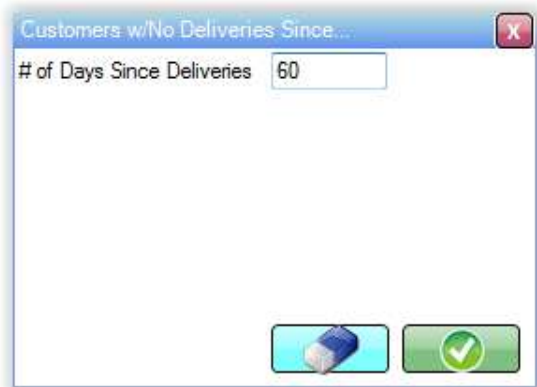 Customers w/No Deliveries Since...
X
# of Days Since Deliveries 60